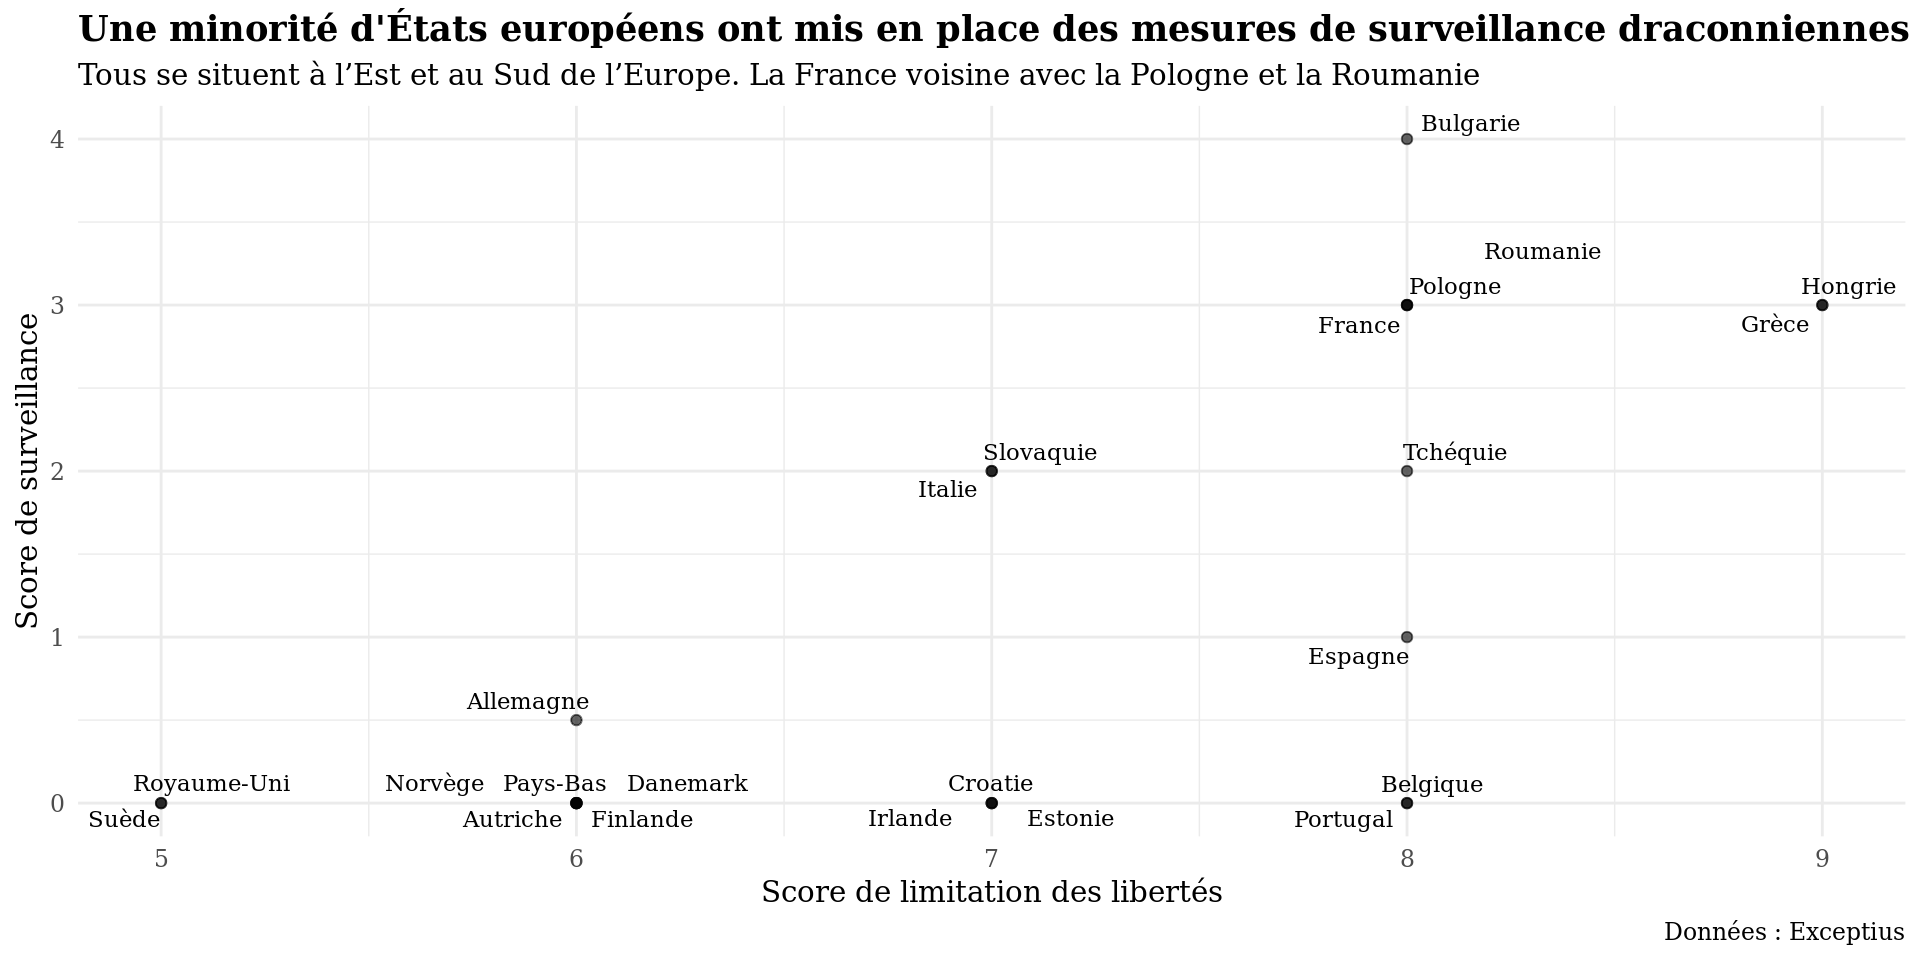 Une minorité d'États européens ont mis en place des mesures de surveillance draconniennes
Tous se situent à l’Est et au Sud de l’Europe. La France voisine avec la Pologne et la Roumanie
Score de surveillance
4
Bulgarie
Roumanie
3
Pologne
Hongrie
France
Grèce
2
Slovaquie
Tchéquie
Italie
1
Espagne
Allemagne
0
Royaume-Uni
Norvège
Pays-Bas
Danemark
Croatie
Belgique
Suède
Autriche
Finlande
Irlande
Estonie
Portugal
5
6
7
8
9
Score de limitation des libertés
Données : Exceptius